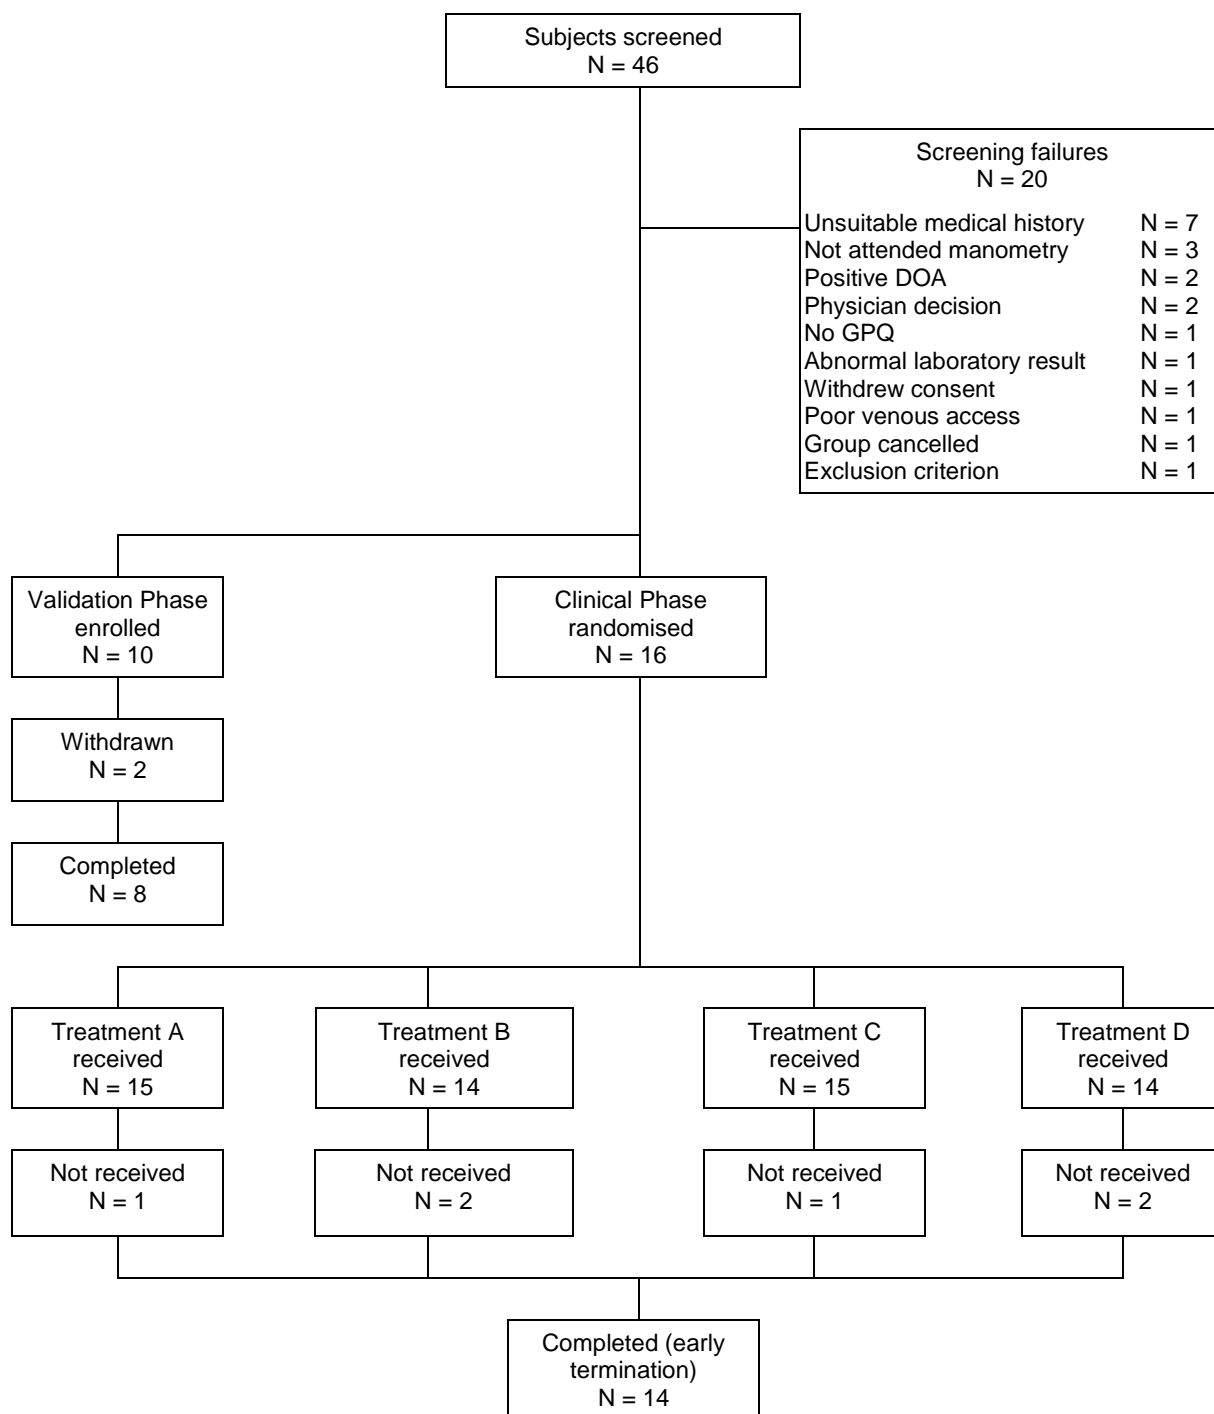 Subjects screened
N = 46
Screening failures
N = 20
Unsuitable medical history N = 7
Not attended manometry N = 3
Positive DOA N = 2
Physician decision N = 2
No GPQ N = 1
Abnormal laboratory result N = 1
Withdrew consent N = 1
Poor venous access N = 1
Group cancelled N = 1
Exclusion criterion N = 1
Validation Phase
enrolled
N = 10
Clinical Phase
randomised
N = 16
Withdrawn
N = 2
Completed
N = 8
Treatment A
received
N = 15
Treatment B
received
N = 14
Treatment C
received
N = 15
Treatment D
received
N = 14
Not received
N = 1
Not received
N = 2
Not received
N = 1
Not received
N = 2
Completed (early
termination)
N = 14